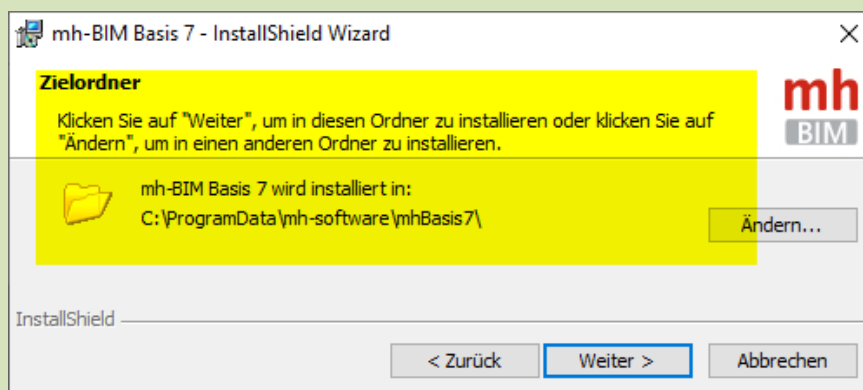 mh-BIM Basis 7 - InstallShield Wizard
Zielordner
Klicken Sie auf "Weiter", um in diesen Ordner zu installieren oder klicken Sie auf
"Ändern", um in einen anderen Ordner zu installieren.
mh
BIM
mh-BIM Basis 7 wird installiert in:
C:\ProgramData\mh-software\mhBasis7\
Ändern...
InstallShield
< Zurück
Weiter >
Abbrechen